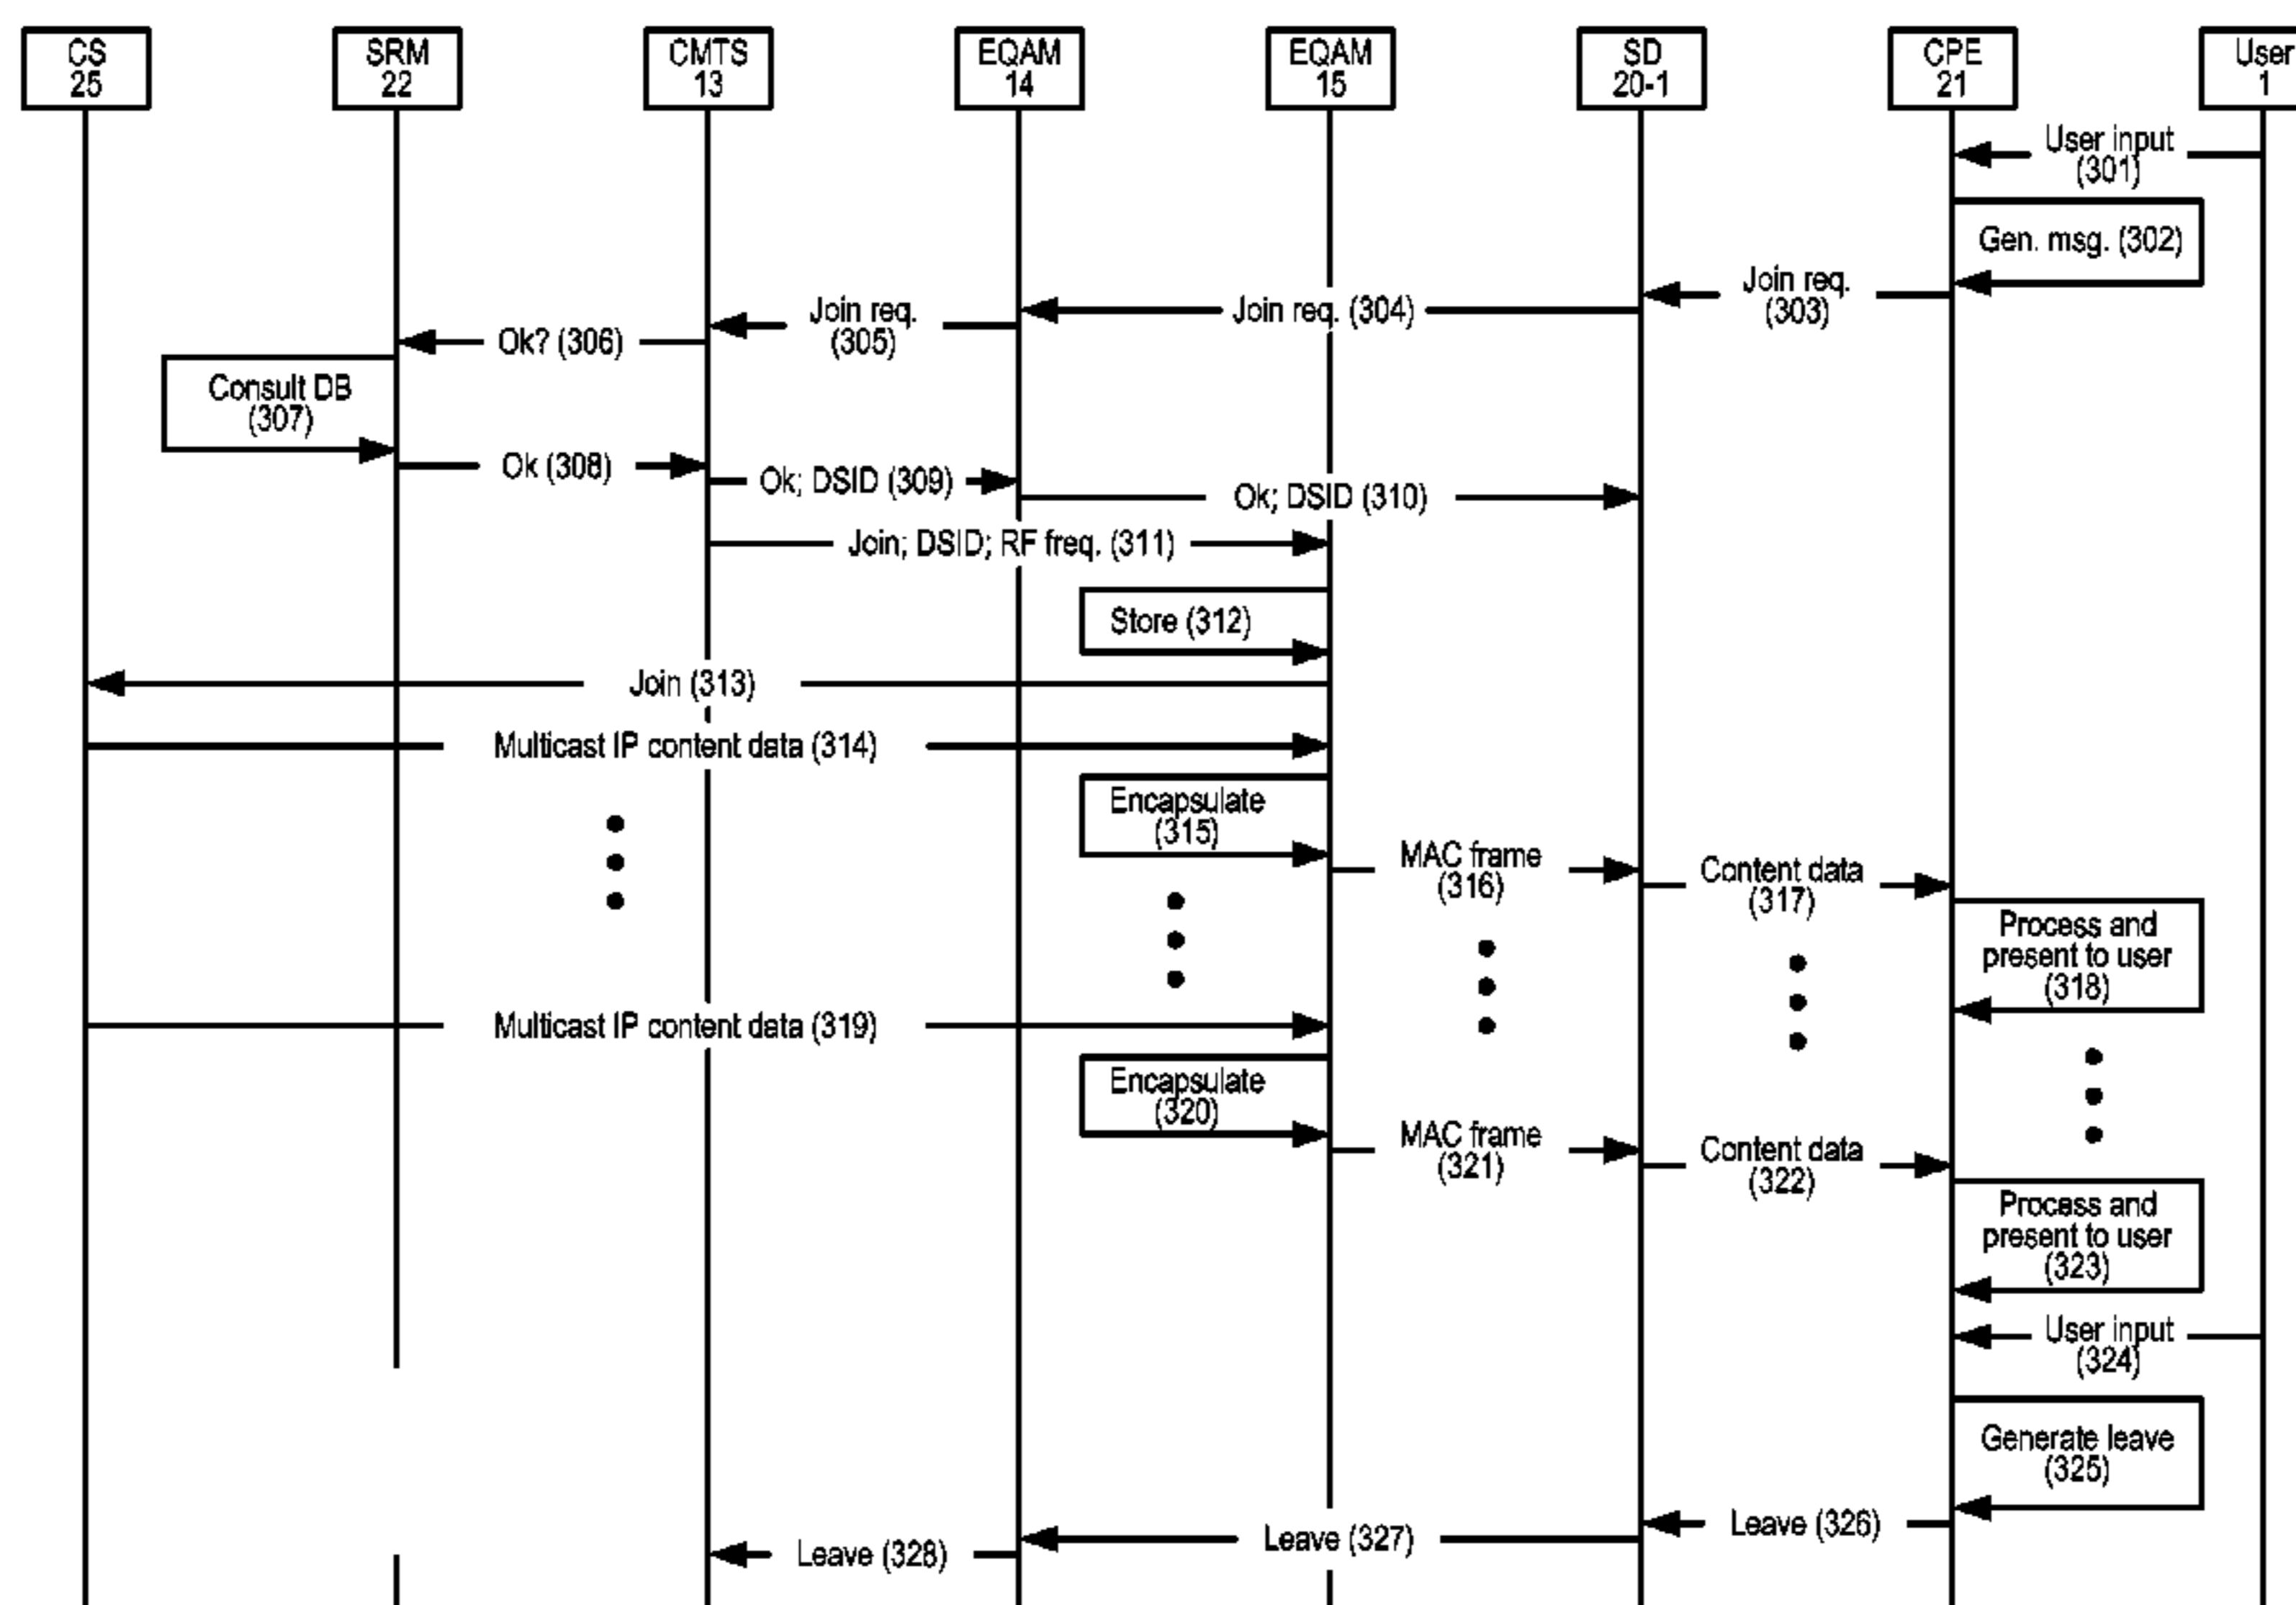 CS
25
SRM
22
CMTS
13
EQAM
14
EQAM
15
SD
20-1
CPE
21
User
1
User input
(301)
Gen. msg. (302)
Join req.
(303)
Join req. (304)
Join req.
(305)
Ok? (306)
Consult DB
(307)
Ok (308)
Ok; DSID (309)
Ok; DSID (310)
Join; DSID; RF freq. (311)
Store (312)
Join (313)
Multicast IP content data (314)
Encapsulate
(315)
MAC frame
(316)
Content data
(317)
Process and
present to user
(318)
Multicast IP content data (319)
Encapsulate
(320)
MAC frame
(321)
Content data
(322)
Process and
present to user
(323)
User input
(324)
Generate leave
(325)
Leave (326)
Leave (327)
Leave (328)